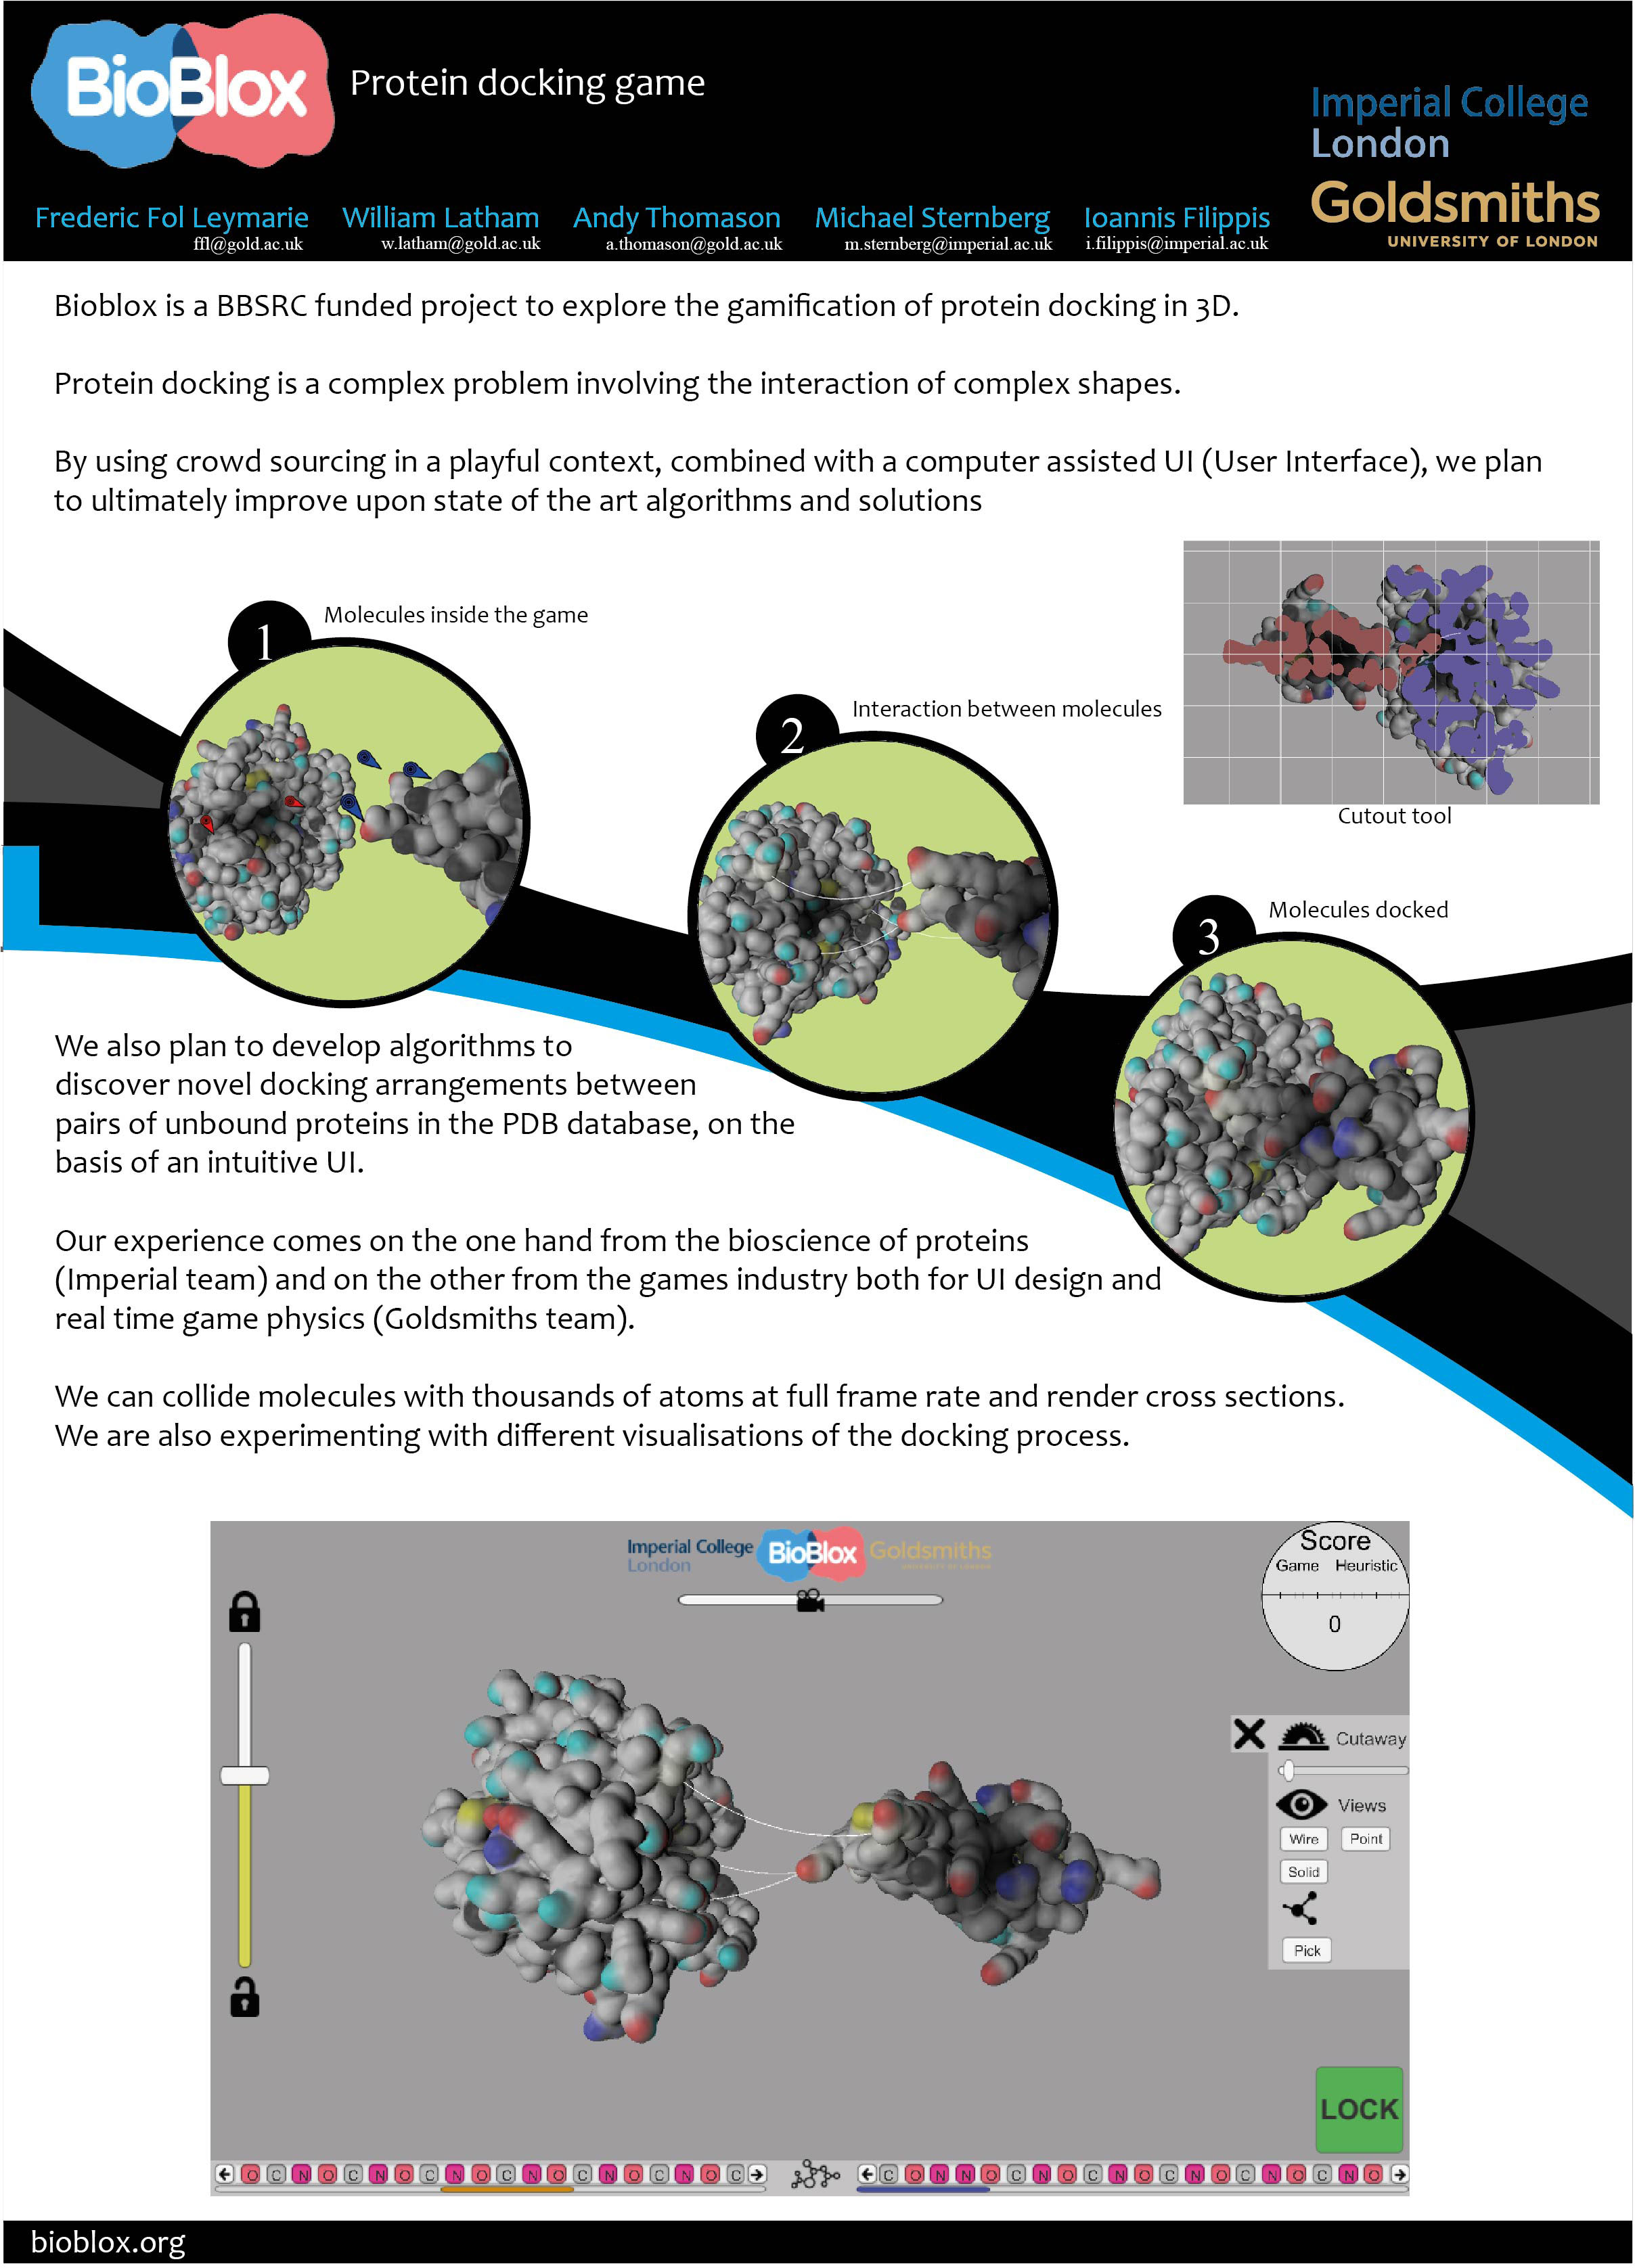 BioBlox
Protein docking game
Imperial College
London
Goldsmiths
UNIVERSITY OF LONDON
Frederic Fol Leymarie
ffl@gold.ac.uk
William Latham
w.latham@gold.ac.uk
Andy Thomason
a.thomason@gold.ac.uk
Michael Sternberg
m.sternberg@imperial.ac.uk
Ioannis Filippis
i.filippis@imperial.ac.uk
Bioblox is a BBSRC funded project to explore the gamification of protein docking in 3D.
Protein docking is a complex problem involving the interaction of complex shapes.
By using crowd sourcing in a playful context, combined with a computer assisted UI (User Interface), we plan
to ultimately improve upon state of the art algorithms and solutions
1
Molecules inside the game
2
Interaction between molecules
Cutout tool
3
Molecules docked
We also plan to develop algorithms to
discover novel docking arrangements between
pairs of unbound proteins in the PDB database, on the
basis of an intuitive UI.
Our experience comes on the one hand from the bioscience of proteins
(Imperial team) and on the other from the games industry both for UI design and
real time game physics (Goldsmiths team).
We can collide molecules with thousands of atoms at full frame rate and render cross sections.
We are also experimenting with different visualisations of the docking process.
Imperial College
London
BioBlox
Goldsmiths
UNIVERSITY OF LONDON
Score
Game Heuristic
0
Cutaway
Views
Wire Point
Solid
Pick
LOCK
O C N O C N O C N O C N O C N O C N O C
C O N N O C N O C N O C N O C N O C N O
bioblox.org